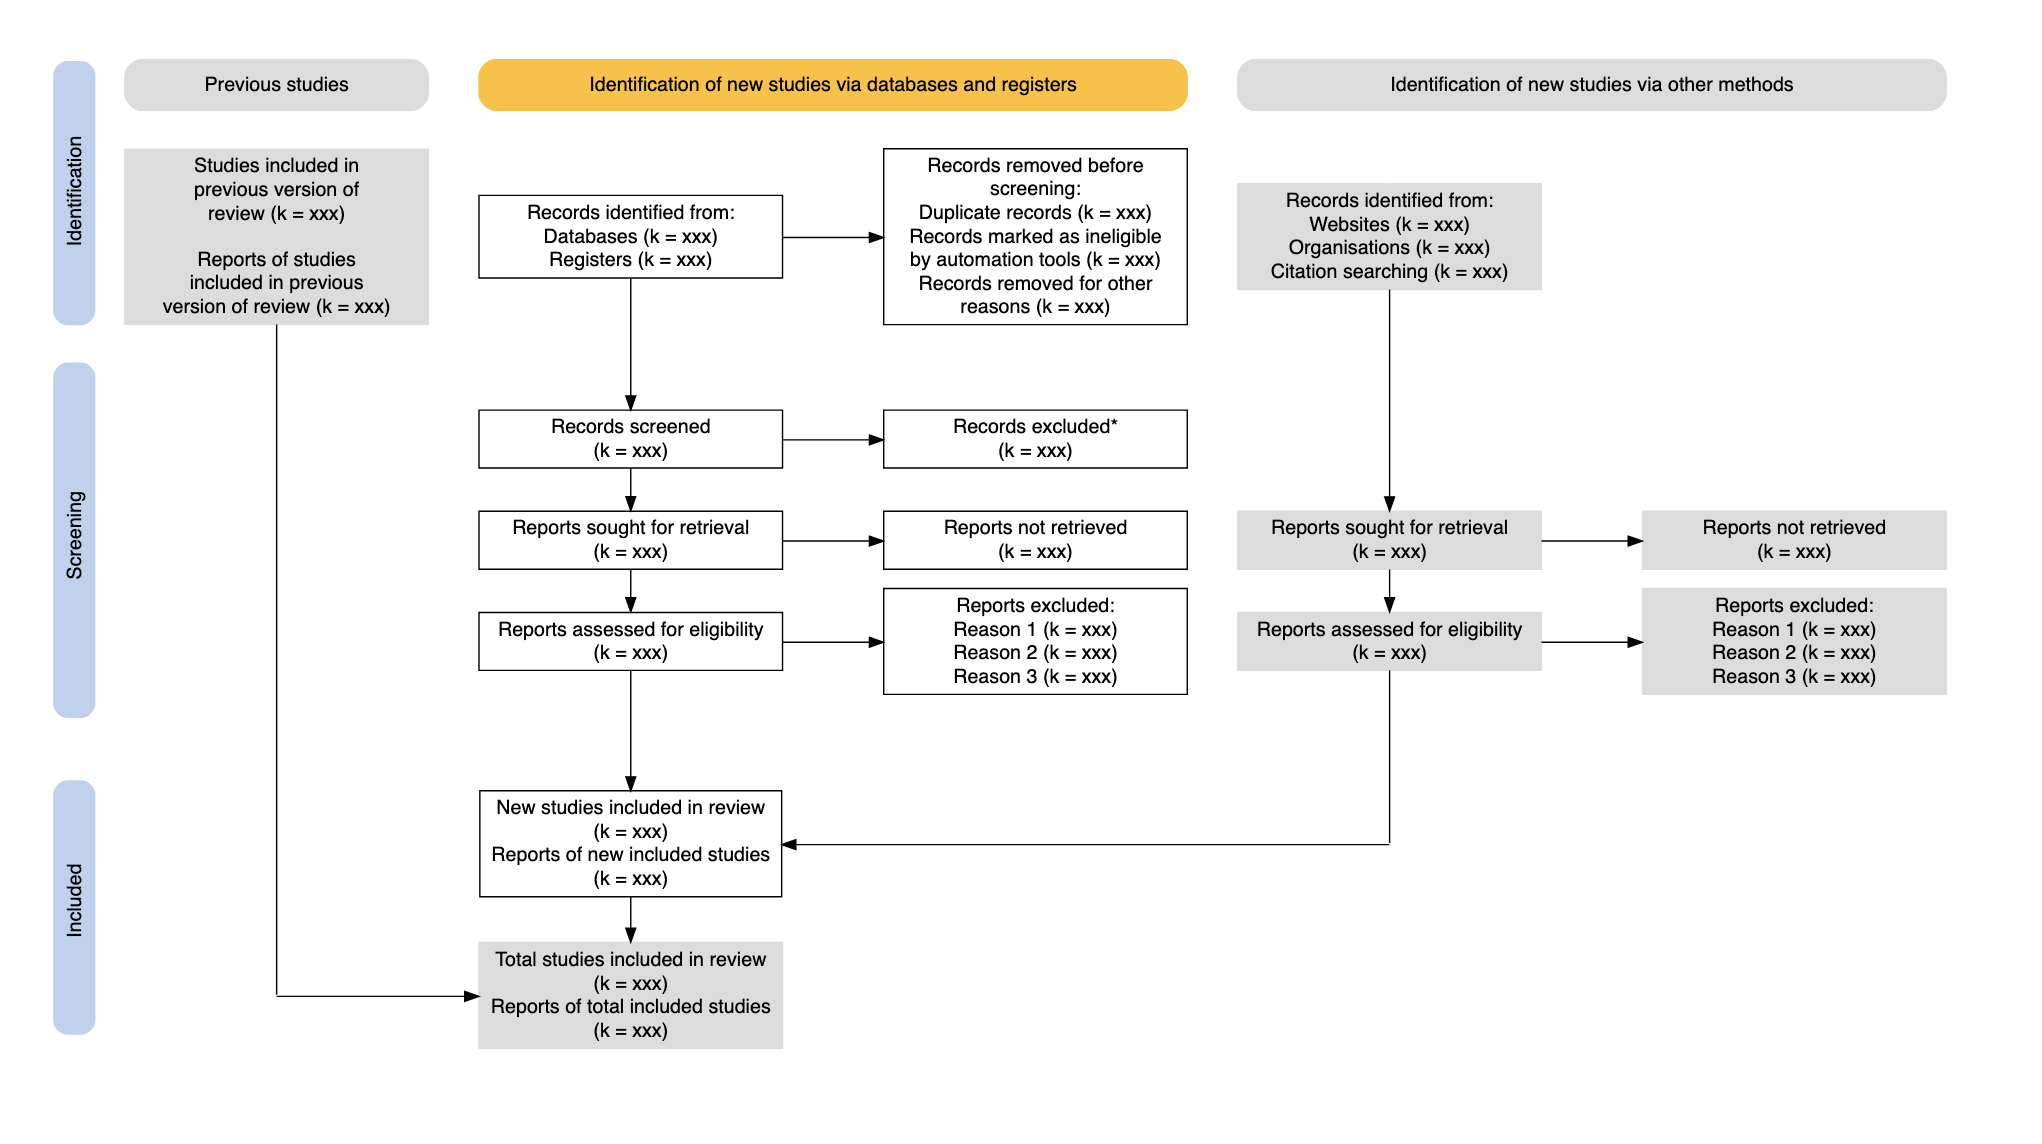 Previous studies
Identification of new studies via databases and registers
Identification of new studies via other methods
Identification
Studies included in
previous version of
review (k = xxx)
Reports of studies
included in previous
version of review (k = xxx)
Records identified from:
Databases (k = xxx)
Registers (k = xxx)
Records removed before
screening:
Duplicate records (k = xxx)
Records marked as ineligible
by automation tools (k = xxx)
Records removed for other
reasons (k = xxx)
Records identified from:
Websites (k = xxx)
Organisations (k = xxx)
Citation searching (k = xxx)
Screening
Records screened
(k = xxx)
Records excluded*
(k = xxx)
Reports sought for retrieval
(k = xxx)
Reports not retrieved
(k = xxx)
Reports sought for retrieval
(k = xxx)
Reports not retrieved
(k = xxx)
Reports assessed for eligibility
(k = xxx)
Reports excluded:
Reason 1 (k = xxx)
Reason 2 (k = xxx)
Reason 3 (k = xxx)
Reports assessed for eligibility
(k = xxx)
Reports excluded:
Reason 1 (k = xxx)
Reason 2 (k = xxx)
Reason 3 (k = xxx)
Included
New studies included in review
(k = xxx)
Reports of new included studies
(k = xxx)
Total studies included in review
(k = xxx)
Reports of total included studies
(k = xxx)